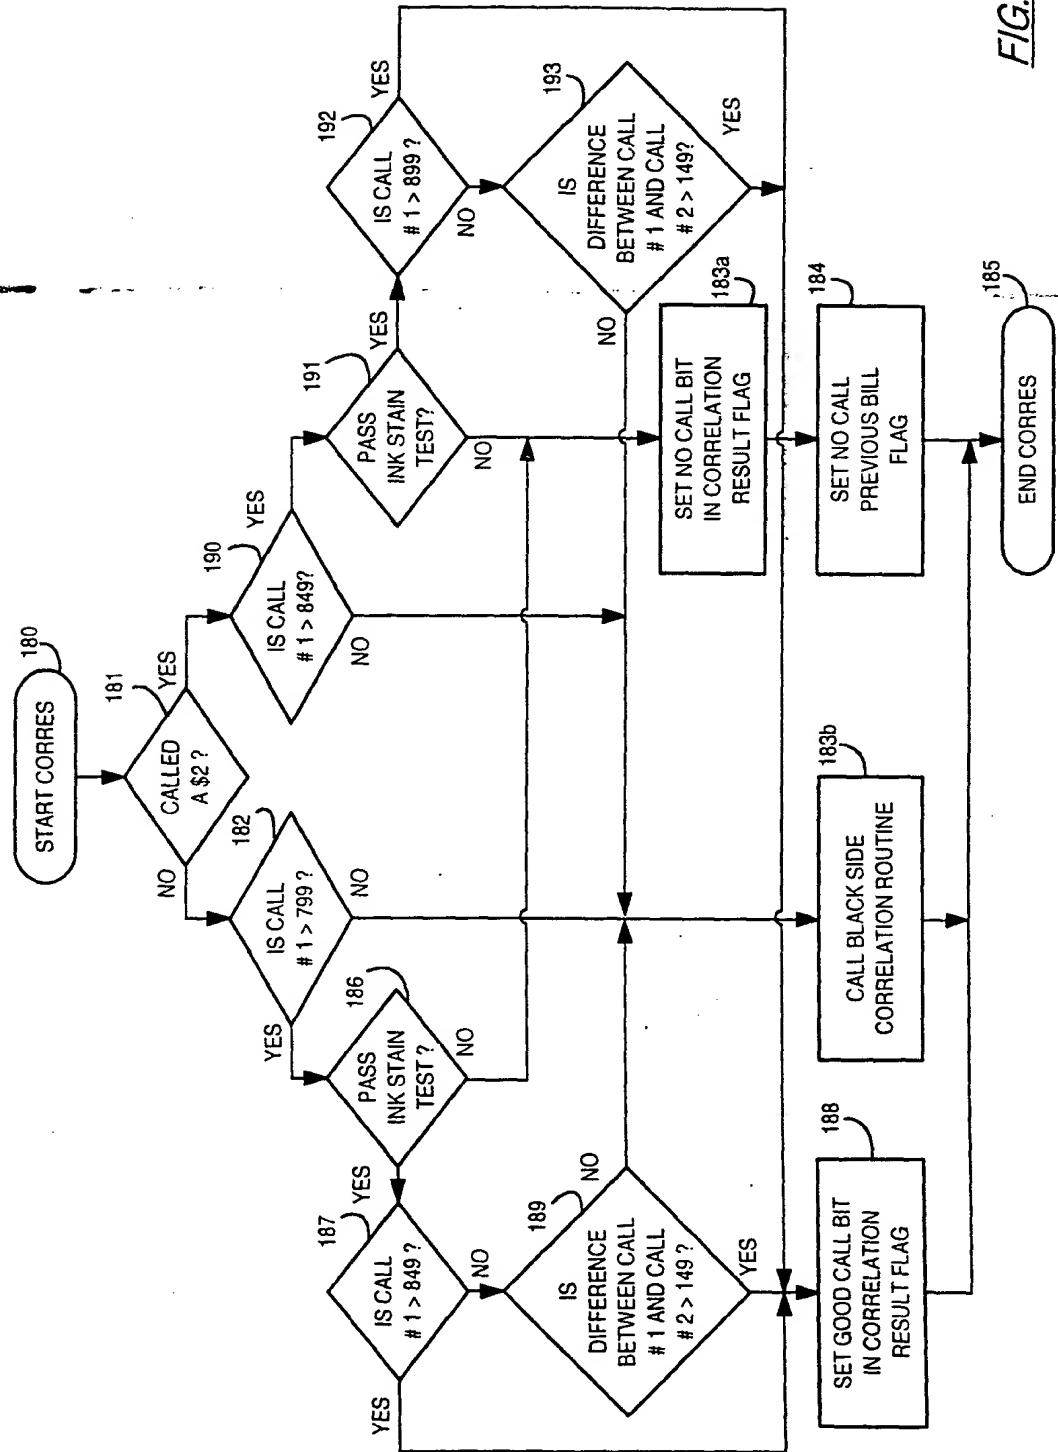 START CORRES
180
CALLED
A $2 ?
181
NO
YES
IS CALL
# 1 > 799 ?
182
YES
NO
IS CALL
# 1 > 849?
190
YES
NO
PASS
INK STAIN
TEST ?
186
YES
NO
PASS
INK STAIN
TEST?
191
YES
NO
IS CALL
# 1 > 849 ?
187
YES
NO
IS CALL
# 1 > 899 ?
192
YES
NO
IS
DIFFERENCE
BETWEEN CALL
# 1 AND CALL
# 2 > 149 ?
189
NO
YES
IS
DIFFERENCE
BETWEEN CALL
# 1 AND CALL
# 2 > 149?
193
NO
YES
SET NO CALL BIT
IN CORRELATION
RESULT FLAG
183a
SET GOOD CALL BIT
IN CORRELATION
RESULT FLAG
188
CALL BLACK SIDE
CORRELATION ROUTINE
183b
SET NO CALL
PREVIOUS BILL
FLAG
184
END CORRES
185
FIG.